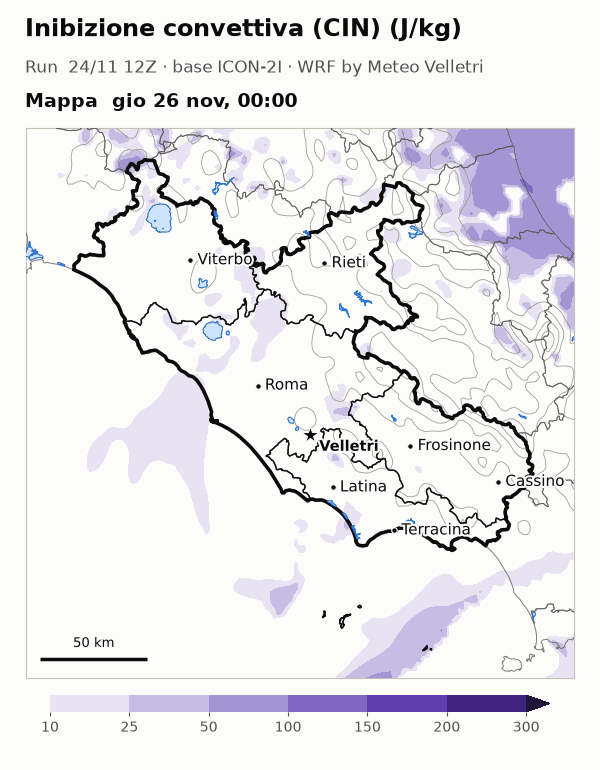 Inibizione convettiva (CIN) (J/kg)
Run  24/11 12Z · base ICON-2I · WRF by Meteo Velletri
Mappa  gio 26 nov, 00:00
Viterbo
Rieti
Roma
Velletri
Frosinone
Latina
Cassino
Terracina
50 km
10 25 50 100 150 200 300